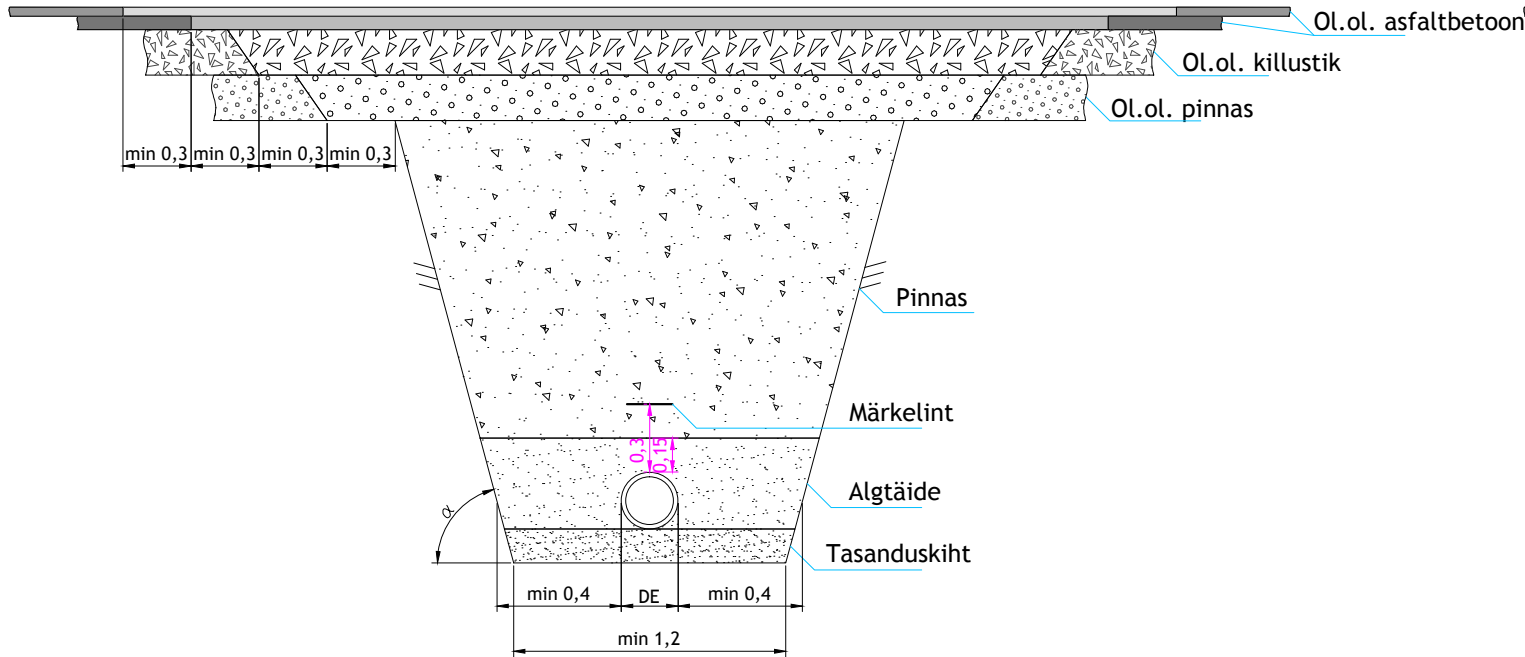 Ol.ol. asfaltbetoon
Ol.ol. killustik
Ol.ol. pinnas
min 0,3 min 0,3 min 0,3 min 0,3
Pinnas
Märkelint
0,3
0,15
Algtäide
α
Tasanduskiht
min 0,4 DE min 0,4
min 1,2